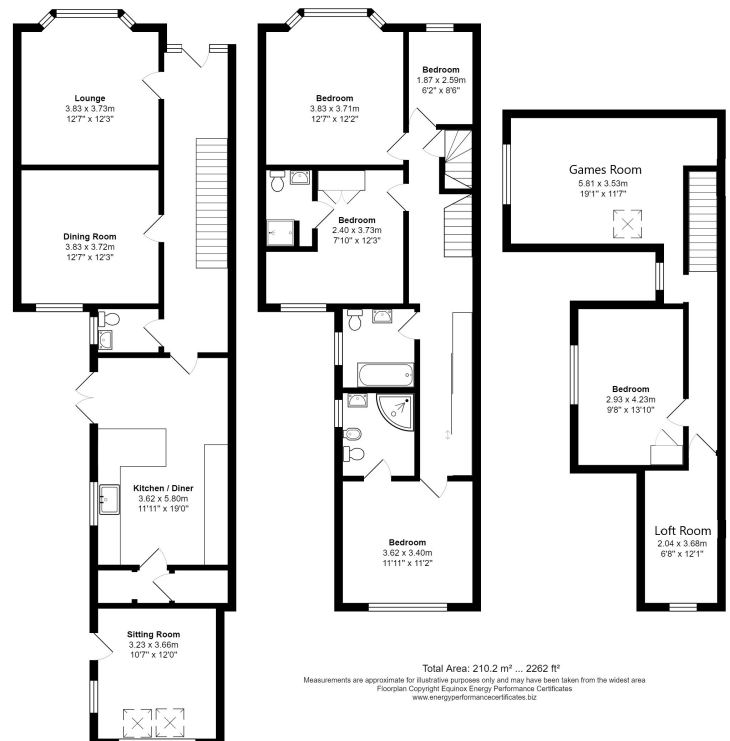 Lounge
3.83 x 3.73m
12'7" x 12'3"
Dining Room
3.83 x 3.72m
12'7" x 12'3"
Kitchen / Diner
3.62 x 5.80m
11'11" x 19'0"
Sitting Room
3.23 x 3.66m
10'7" x 12'0"
Bedroom
3.83 x 3.71m
12'7" x 12'2"
Bedroom
1.87 x 2.59m
6'2" x 8'6"
Bedroom
2.40 x 3.73m
7'10" x 12'3"
Bedroom
3.62 x 3.40m
11'11" x 11'2"
Games Room
5.81 x 3.53m
19'1" x 11'7"
Bedroom
2.93 x 4.23m
9'8" x 13'10"
Loft Room
2.04 x 3.68m
6'8" x 12'1"
Total Area: 210.2 m² ... 2262 ft²
Measurements are approximate for illustrative purposes only and may have been taken from the widest area
Floorplan Copyright Equinox Energy Performance Certificates
www.energyperformancecertificates.biz